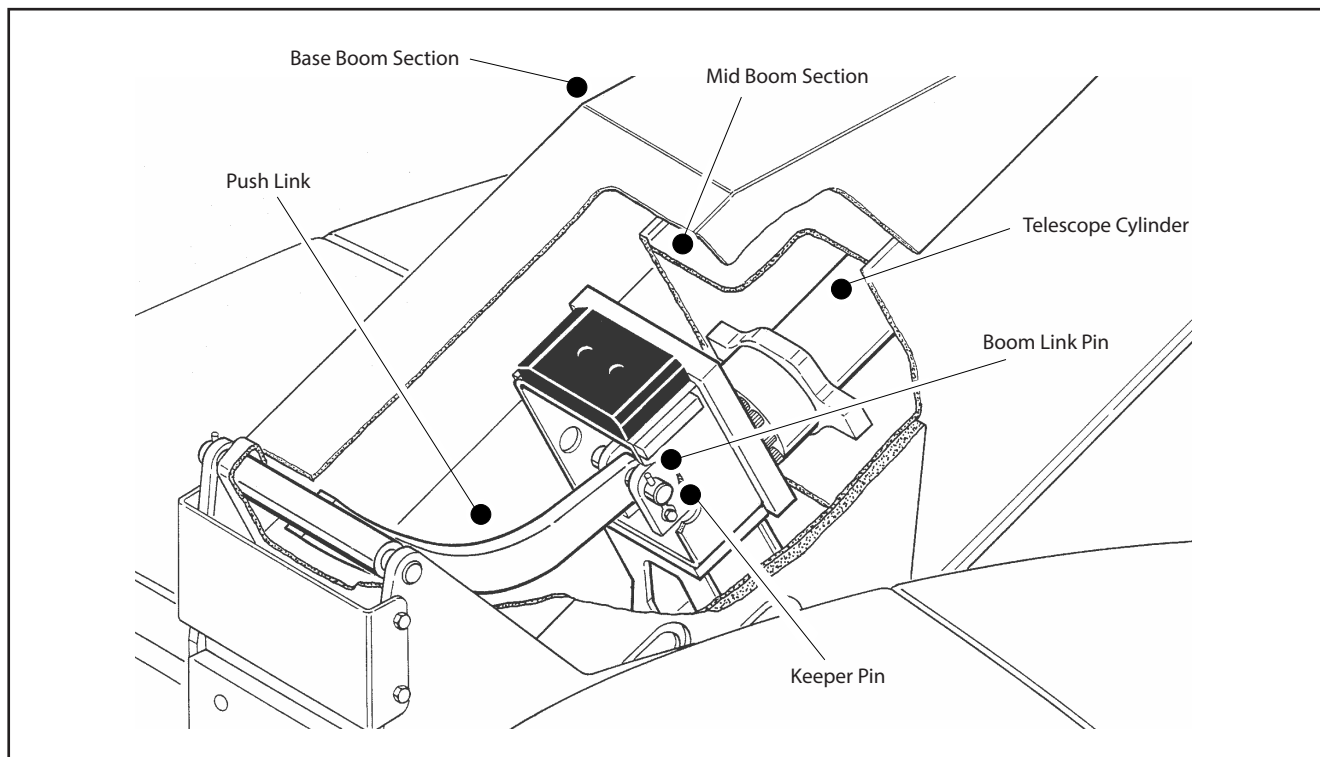 Base Boom Section
Mid Boom Section
Push Link
Telescope Cylinder
Boom Link Pin
Keeper Pin